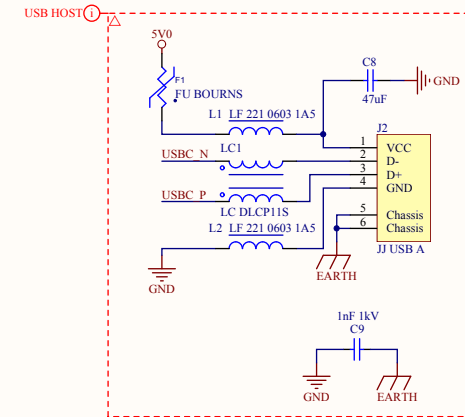 USB HOST i
5V0
F1
FU BOURNS
C8
GND
47uF
L1 LF 221 0603 1A5
J2
LC1
USBC_N
USBC_P
1 VCC
2 D-
3 D+
4 GND
5 Chassis
6 Chassis
LC DLCP11S
L2 LF 221 0603 1A5
JJ USB A
EARTH
GND
1nF 1kV
C9
GND
EARTH